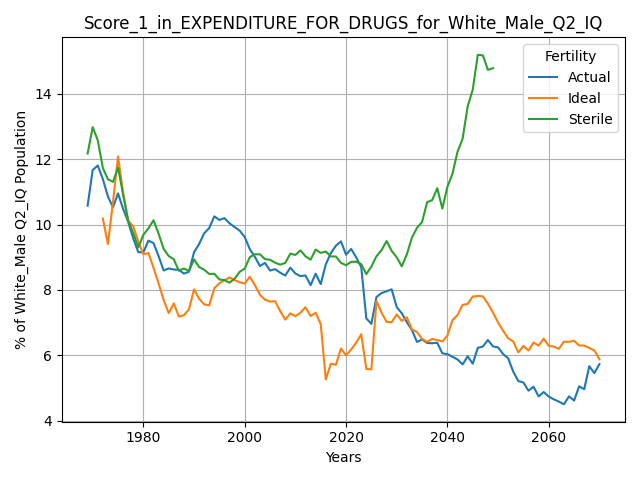 Score_1_in_EXPENDITURE_FOR_DRUGS_for_White_Male_Q2_IQ
Fertility
Actual
Ideal
Sterile
% of White_Male Q2_IQ Population
14
12
10
8
6
4
1980 2000 2020 2040 2060
Years